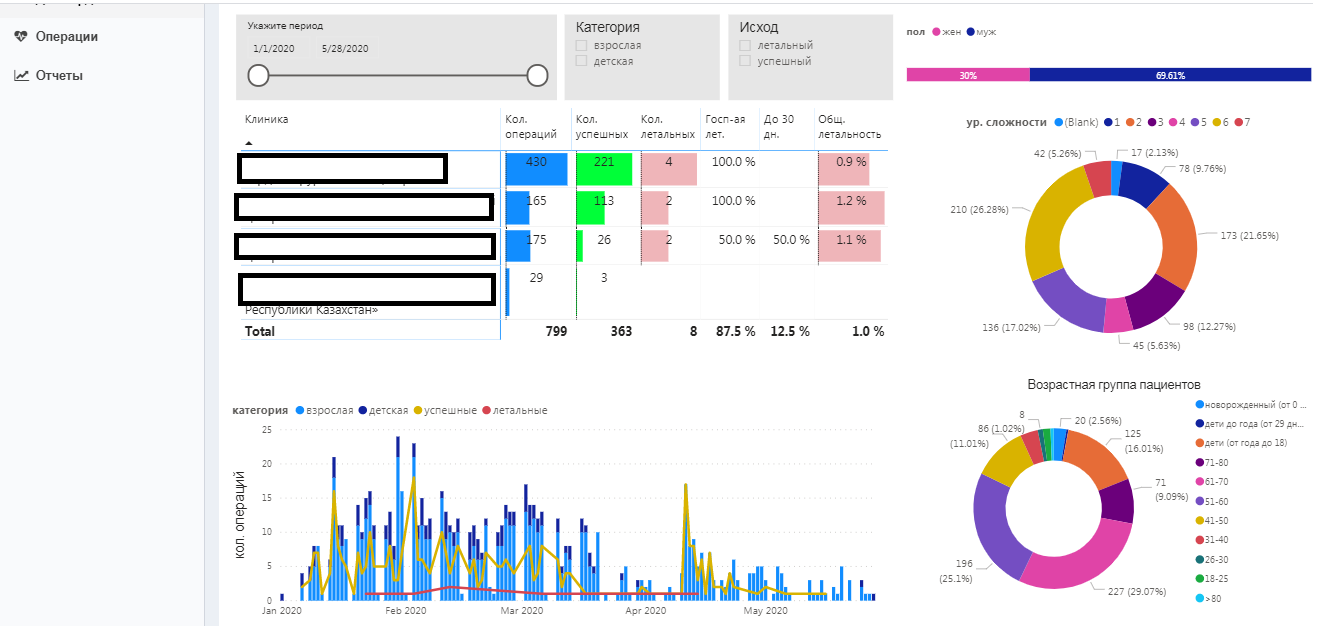 Операции
Отчеты
Укажите период
1/1/2020 5/28/2020
Категория
взрослая
детская
Исход
летальный
успешный
пол жен муж
30% 69.61%
Клиника Кол. операций Кол. успешных Кол. летальных Госп-ая лет. До 30 дн. Общ. летальность
430 221 4 100.0 % 0.9 %
165 113 2 100.0 % 1.2 %
175 26 2 50.0 % 50.0 % 1.1 %
29 3
Республики Казахстан»
Total 799 363 8 87.5 % 12.5 % 1.0 %
ур. сложности (Blank) 1 2 3 4 5 6 7
42 (5.26%)
17 (2.13%)
78 (9.76%)
210 (26.28%)
173 (21.65%)
136 (17.02%)
98 (12.27%)
45 (5.63%)
категория взрослая детская успешные летальные
кол. операций
25
20
15
10
5
0
Jan 2020 Feb 2020 Mar 2020 Apr 2020 May 2020
Возрастная группа пациентов
8
20 (2.56%)
86 (1.02%)
(11.01%)
125
(16.01%)
71
(9.09%)
196
(25.1%)
227 (29.07%)
новорожденный (от 0 ...
дети до года (от 29 дн...
дети (от года до 18)
71-80
61-70
51-60
41-50
31-40
26-30
18-25
>80